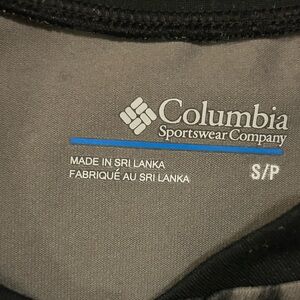 Columbia
Sportswear Company
MADE IN SRI LANKA
FABRIQUÉ AU SRI LANKA
S/P